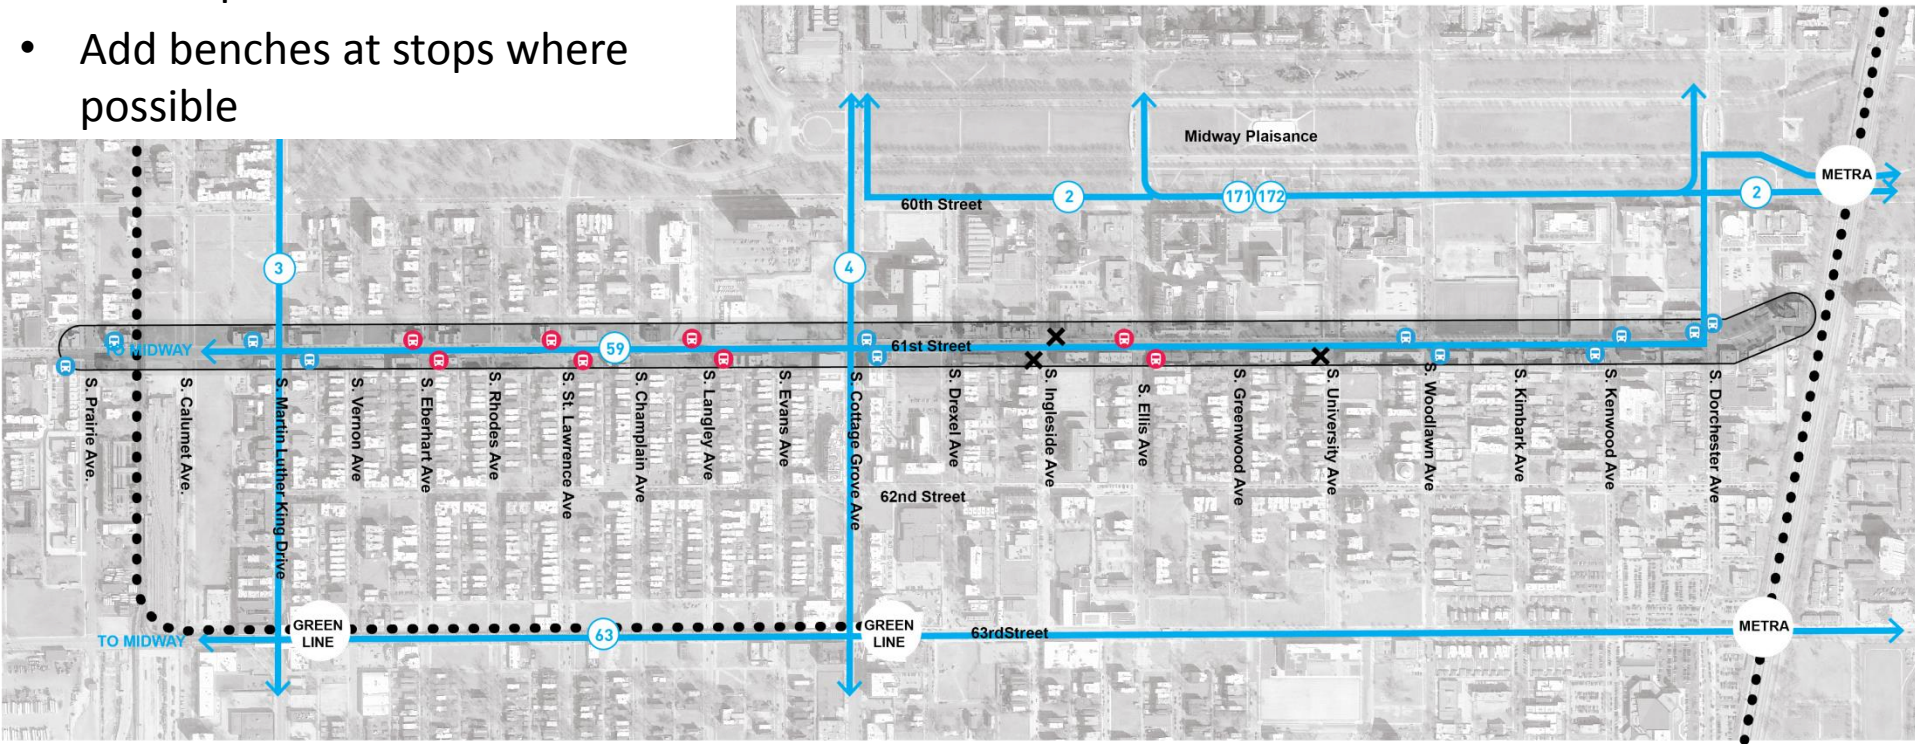 • Add benches at stops where
possible
Midway Plaisance
METRA
60th Street
2
171
172
2
3
4
TO MIDWAY
59
61st Street
S. Prairie Ave.
S. Calumet Ave.
S. Martin Luther King Drive
S. Vernon Ave
S. Eberhart Ave
S. Rhodes Ave
S. St. Lawrence Ave
S. Champlain Ave
S. Langley Ave
S. Evans Ave
S. Cottage Grove Ave
S. Drexel Ave
S. Ingleside Ave
S. Ellis Ave
S. Greenwood Ave
S. University Ave
S. Woodlawn Ave
S. Kimbark Ave
S. Kenwood Ave
S. Dorchester Ave
62nd Street
TO MIDWAY
GREEN
LINE
63
GREEN
LINE
63rdStreet
METRA